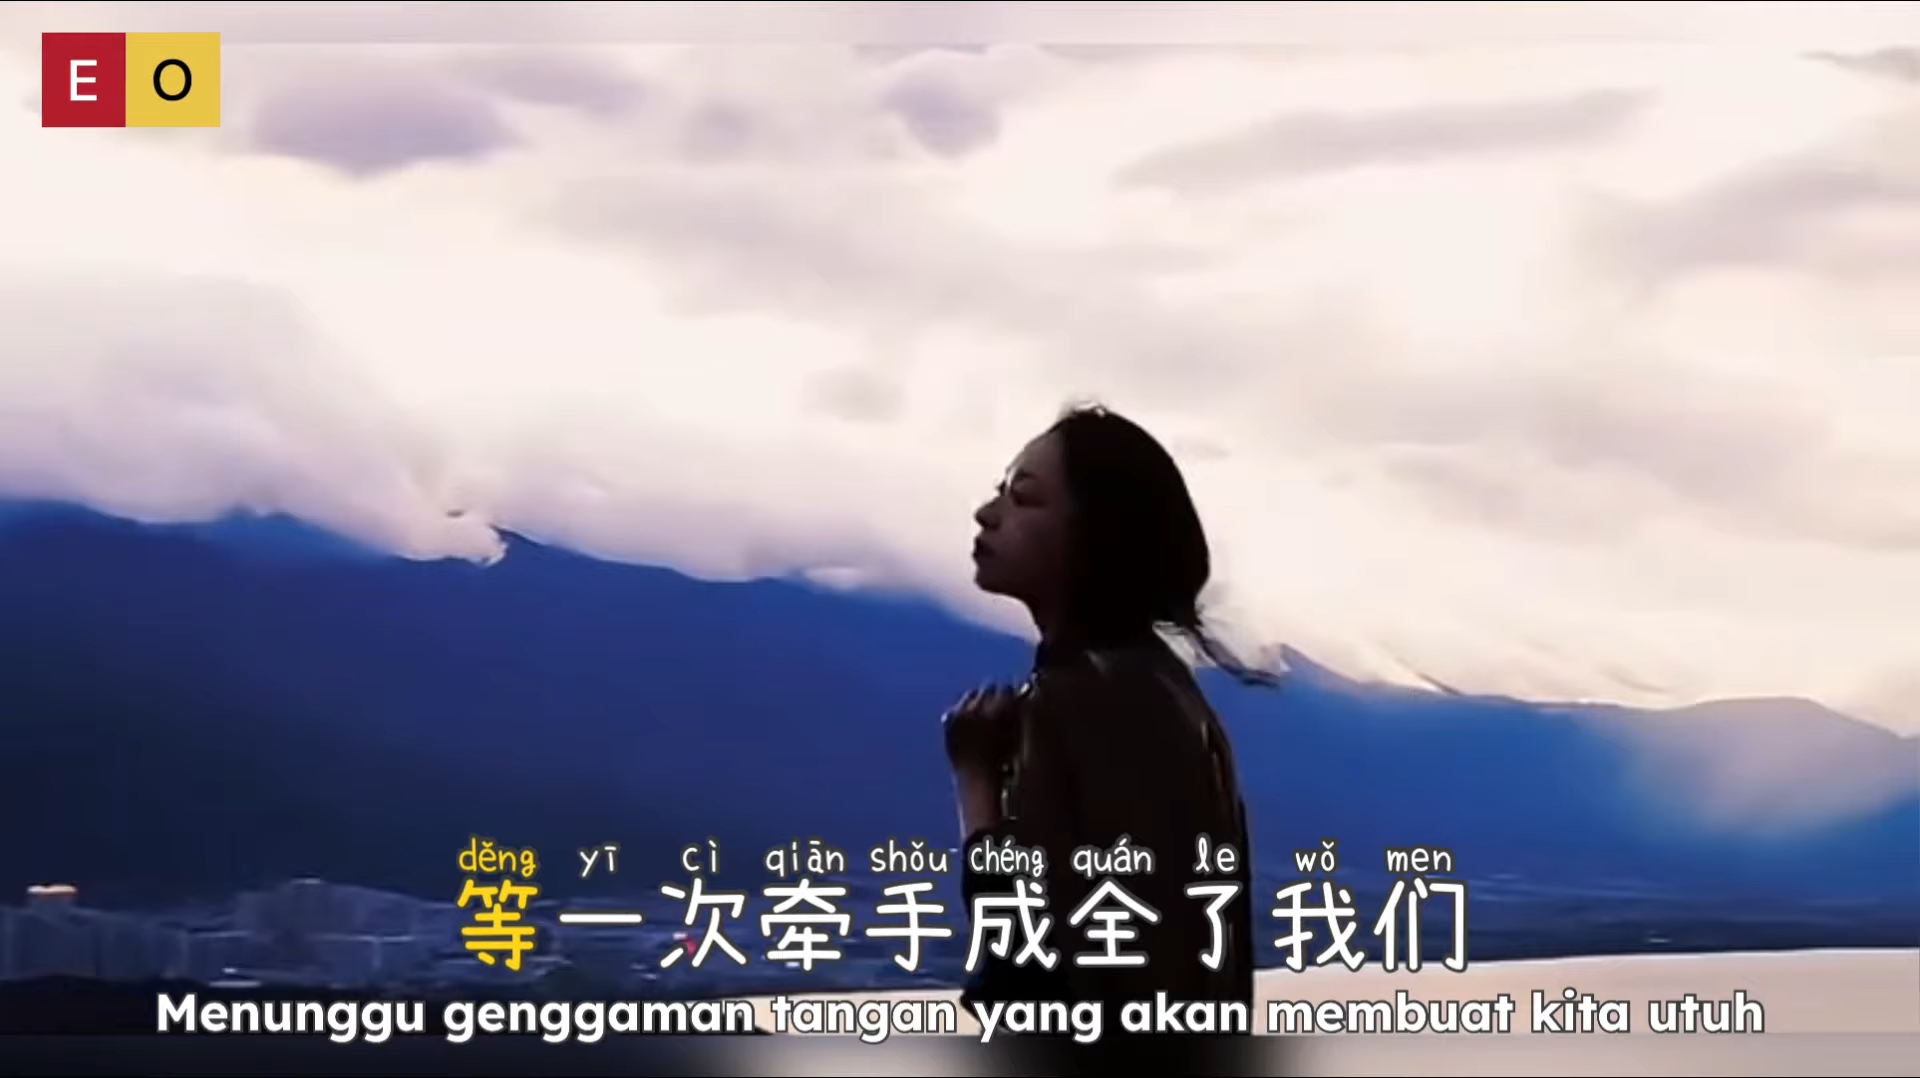 E O
děng yī cì qiān shǒu chéng quán le wǒ men
等一次牵手成全了我们
Menunggu genggaman tangan yang akan membuat kita utuh